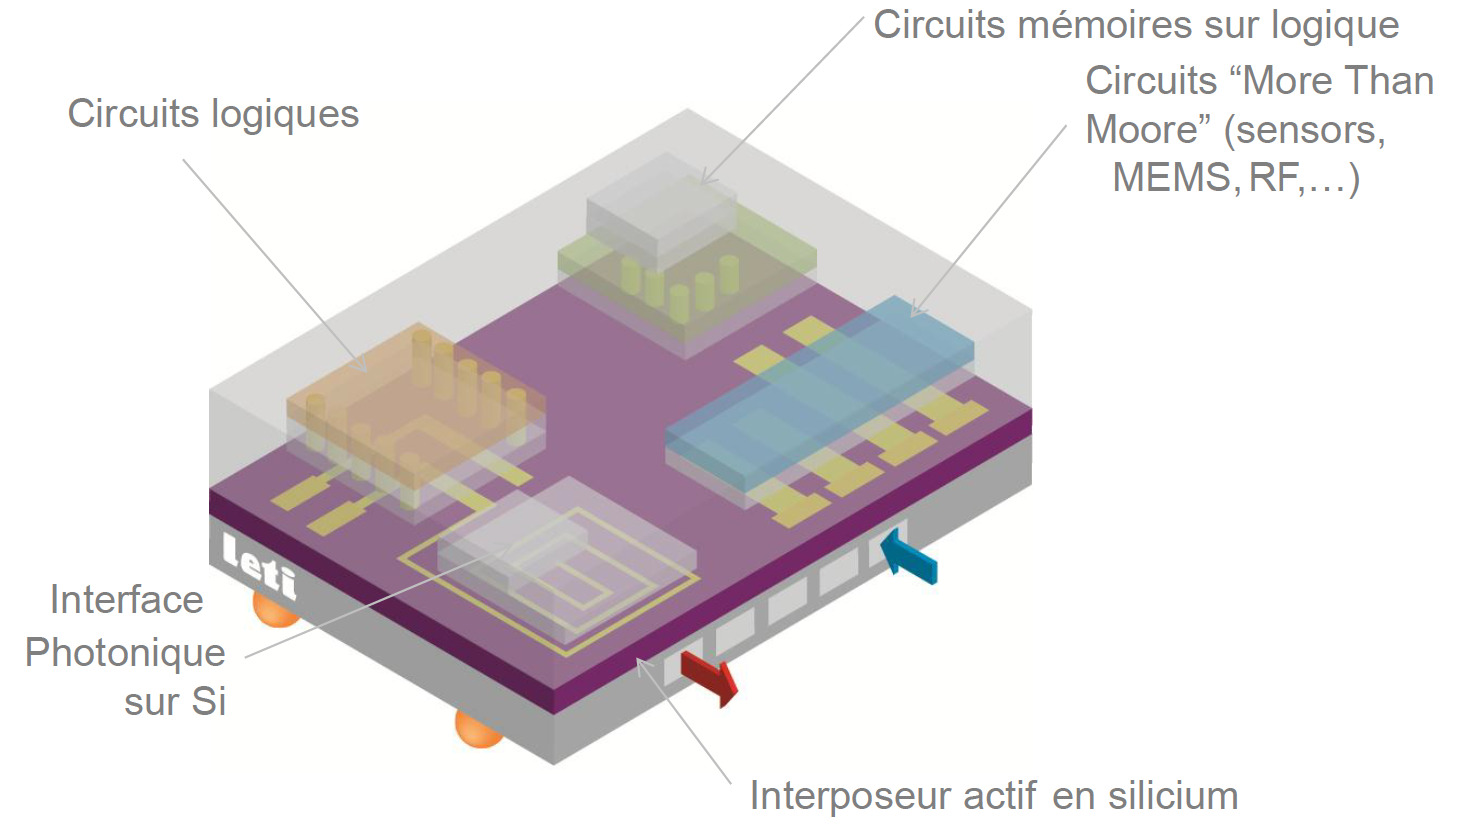 Circuits mémoires sur logique
Circuits “More Than
Moore” (sensors,
MEMS, RF,…)
Circuits logiques
leti
Interface
Photonique
sur Si
Interposeur actif en silicium